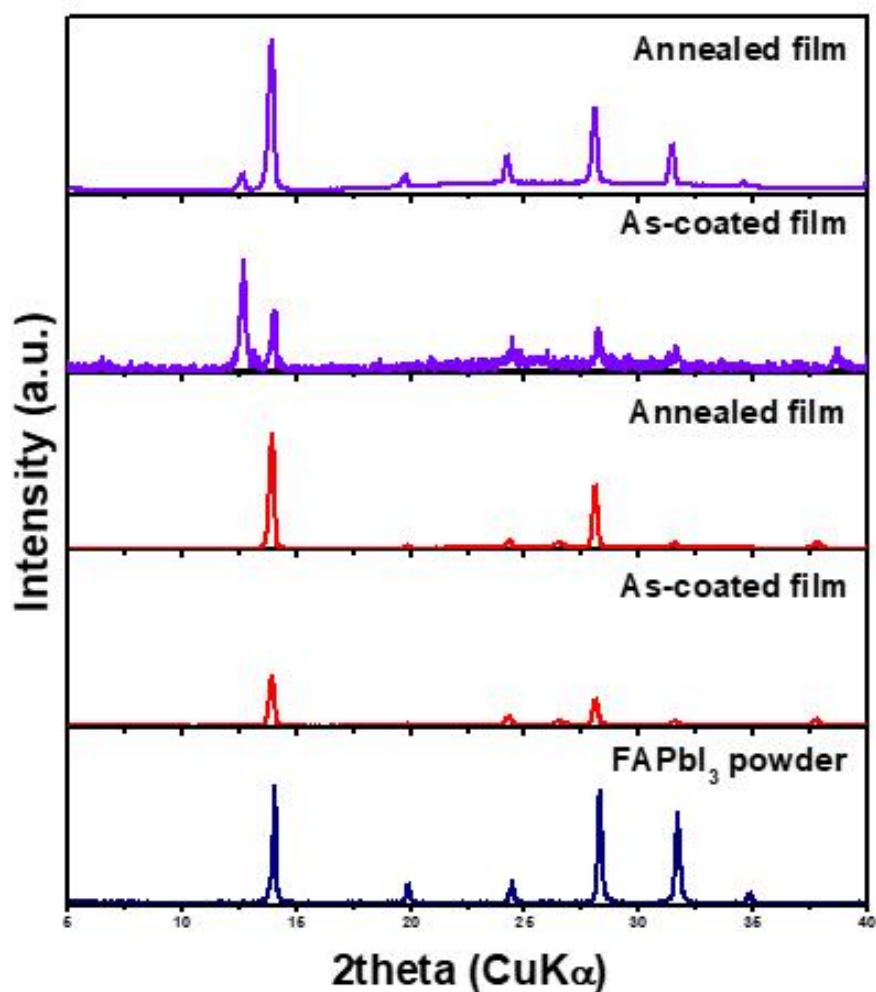 Annealed film
As-coated film
Annealed film
As-coated film
FAPbI₃ powder
Intensity (a.u.)
5 10 15 20 25 30 35 40
2theta (CuKα)